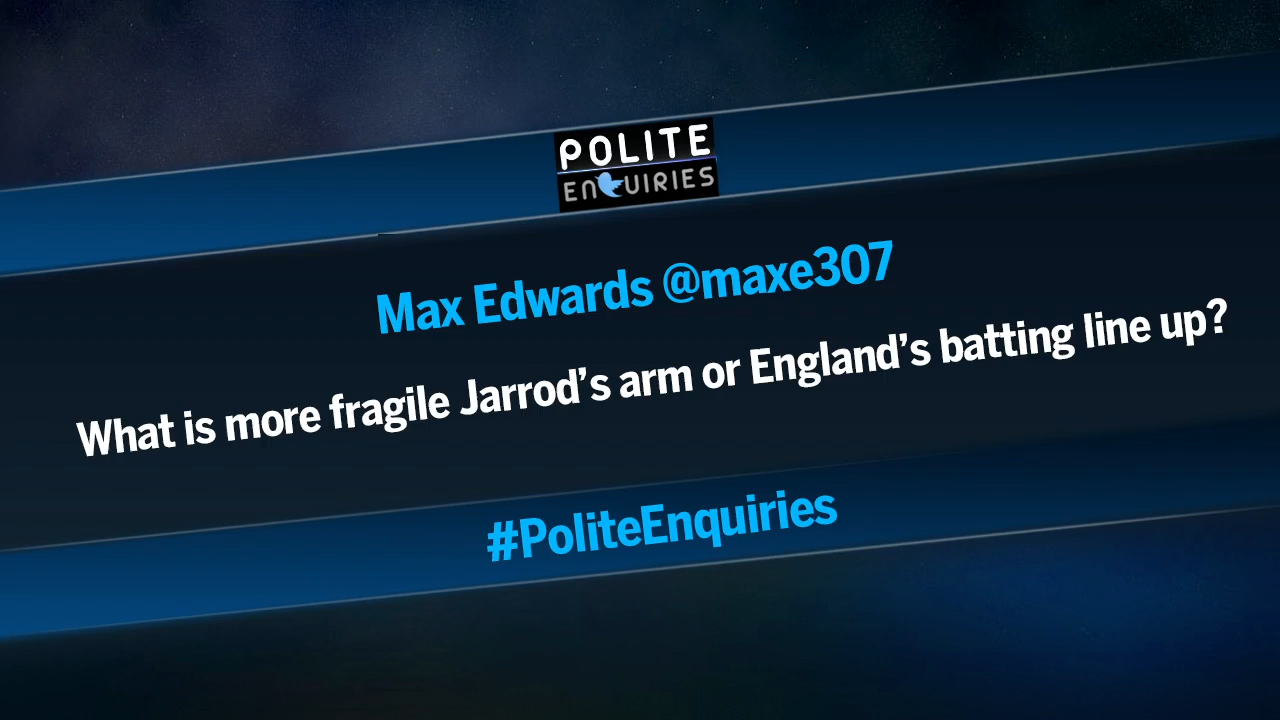 POLITE
ENQUIRIES
Max Edwards @maxe307
What is more fragile Jarrod's arm or England's batting line up?
#PoliteEnquiries